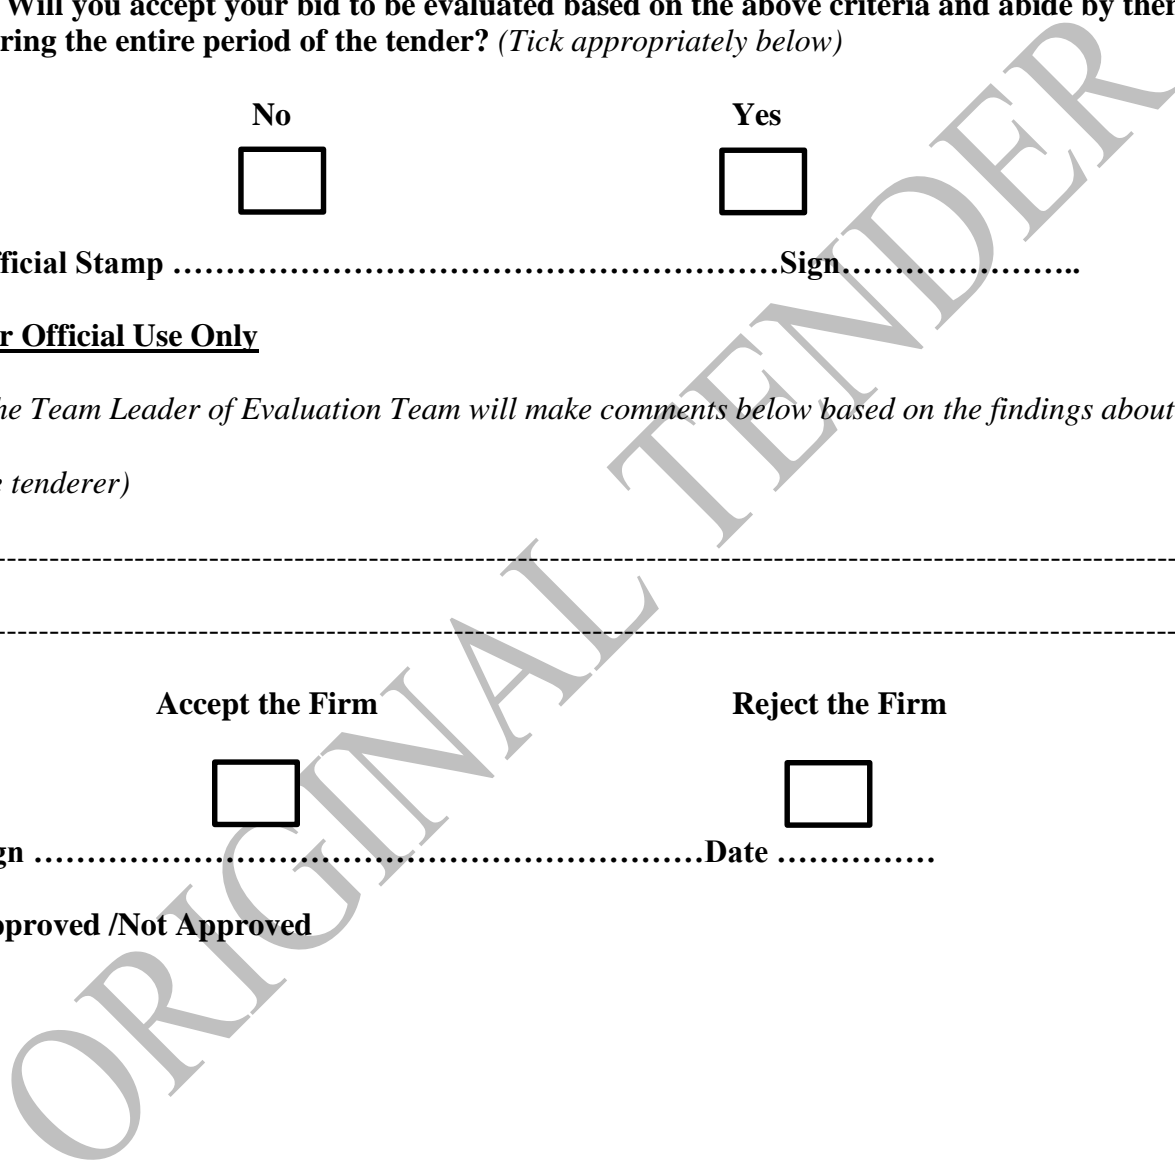 Will you accept your bid to be evaluated based on the above criteria and abide by ther
ring the entire period of the tender? (Tick appropriately below)
No Yes
fficial Stamp ……………………………………………………Sign…………………..
r Official Use Only
he Team Leader of Evaluation Team will make comments below based on the findings about
e tenderer)
--------------------------------------------------------------------------------------------------------------
--------------------------------------------------------------------------------------------------------------
Accept the Firm Reject the Firm
gn …………………………………………………………Date ……………
pproved /Not Approved
ORIGINAL TENDER